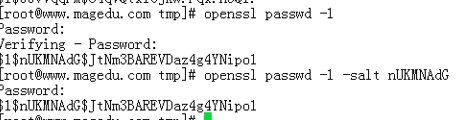 [root@www.magedu.com tmp]# openssl passwd -1
Password:
Verifying - Password:
$1$nUKMNAdG$JtNm3BAREVDaz4g4YNipo1
[root@www.magedu.com tmp]# openssl passwd -1 -salt nUKMNAdG
Password:
$1$nUKMNAdG$JtNm3BAREVDaz4g4YNipo1
[root@www.magedu.com tmp]#